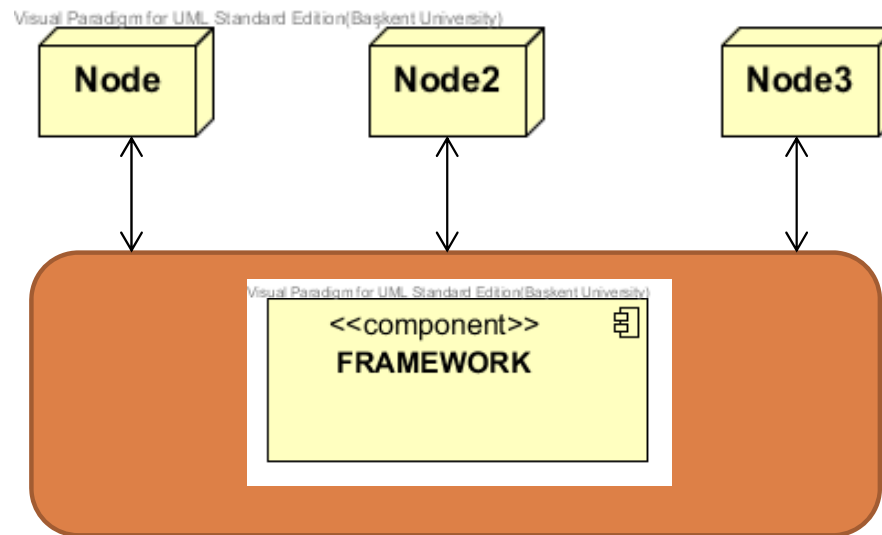 Visual Paradigm for UML Standard Edition(Başkent University)
Node
Node2
Node3
Visual Paradigm for UML Standard Edition(Başkent University)
<<component>>
FRAMEWORK